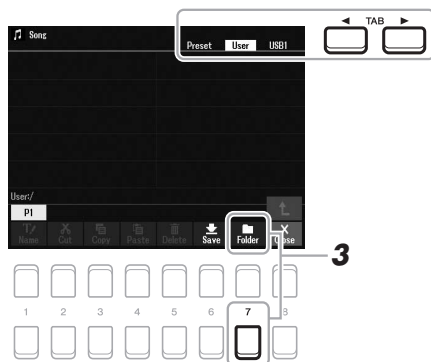 Song
Preset User USB1
◄ TAB ►
User:/
P1
Name Cut Copy Paste Delete Save Folder Close
3
1 2 3 4 5 6 7 8